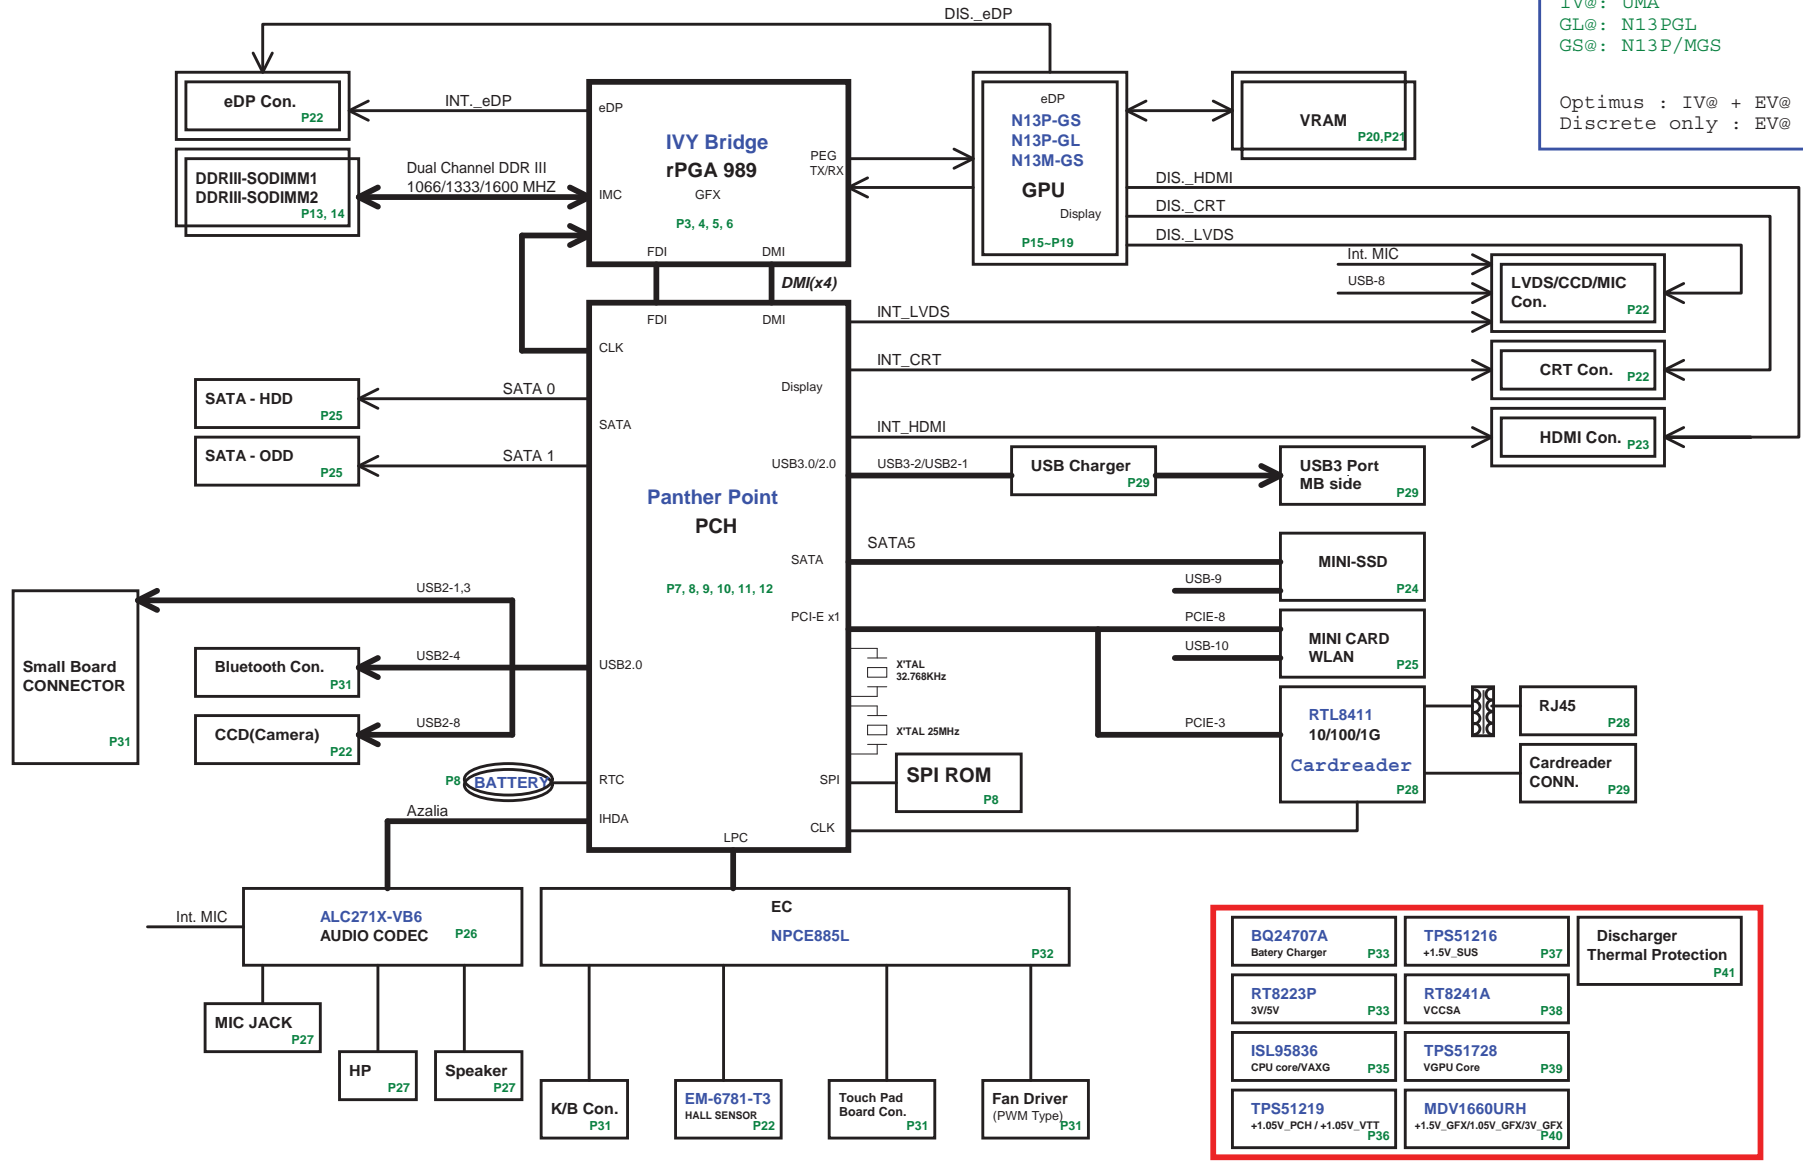 DIS._eDP
IV@: UMA
GL@: N13PGL
GS@: N13P/MGS
Optimus : IV@ + EV@
Discrete only : EV@
eDP Con.
P22
INT._eDP
eDP
IVY Bridge
rPGA 989
GFX
P3, 4, 5, 6
IMC
PEG
TX/RX
FDI
DMI
DDRIII-SODIMM1
DDRIII-SODIMM2
P13, 14
Dual Channel DDR III
1066/1333/1600 MHZ
eDP
N13P-GS
N13P-GL
N13M-GS
GPU
Display
P15~P19
VRAM
P20,P21
DIS._HDMI
DIS._CRT
DIS._LVDS
Int. MIC
USB-8
LVDS/CCD/MIC
Con.
P22
DMI(x4)
INT_LVDS
INT_CRT
CRT Con.
P22
INT_HDMI
HDMI Con.
P23
FDI
DMI
CLK
Display
SATA
USB3.0/2.0
Panther Point
PCH
SATA
P7, 8, 9, 10, 11, 12
PCI-E x1
USB2.0
RTC
SPI
IHDA
CLK
LPC
SATA - HDD
P25
SATA 0
SATA - ODD
P25
SATA 1
USB3-2/USB2-1
USB Charger
P29
USB3 Port
MB side
P29
SATA5
MINI-SSD
P24
USB-9
PCIE-8
MINI CARD
WLAN
P25
USB-10
X'TAL
32.768KHz
X'TAL 25MHz
PCIE-3
RTL8411
10/100/1G
Cardreader
P28
RJ45
P28
Cardreader
CONN.
P29
SPI ROM
P8
Small Board
CONNECTOR
P31
USB2-1,3
Bluetooth Con.
P31
USB2-4
CCD(Camera)
P22
USB2-8
P8
BATTERY
Azalia
Int. MIC
ALC271X-VB6
AUDIO CODEC
P26
EC
NPCE885L
P32
MIC JACK
P27
HP
P27
Speaker
P27
K/B Con.
P31
EM-6781-T3
HALL SENSOR
P22
Touch Pad
Board Con.
P31
Fan Driver
(PWM Type)
P31
BQ24707A
Batery Charger
P33
TPS51216
+1.5V_SUS
P37
Discharger
Thermal Protection
P41
RT8223P
3V/5V
P33
RT8241A
VCCSA
P38
ISL95836
CPU core/VAXG
P35
TPS51728
VGPU Core
P39
TPS51219
+1.05V_PCH / +1.05V_VTT
P36
MDV1660URH
+1.5V_GFX/1.05V_GFX/3V_GFX
P40